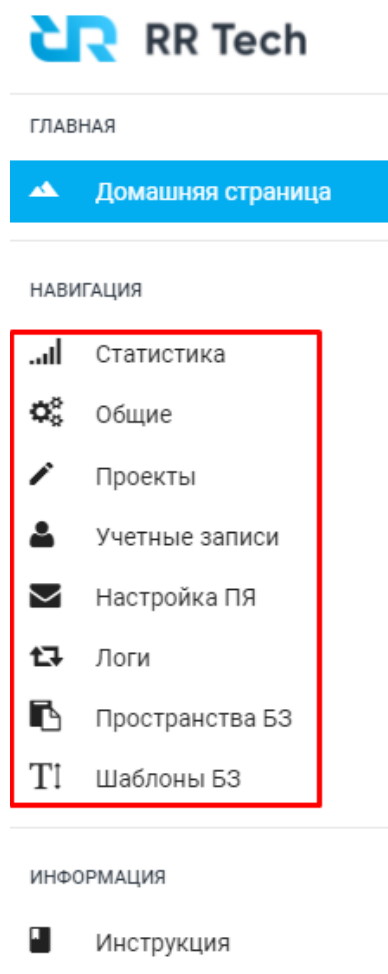 RR Tech
ГЛАВНАЯ
Домашняя страница
НАВИГАЦИЯ
Статистика
Общие
Проекты
Учетные записи
Настройка ПЯ
Логи
Пространства БЗ
Шаблоны БЗ
ИНФОРМАЦИЯ
Инструкция